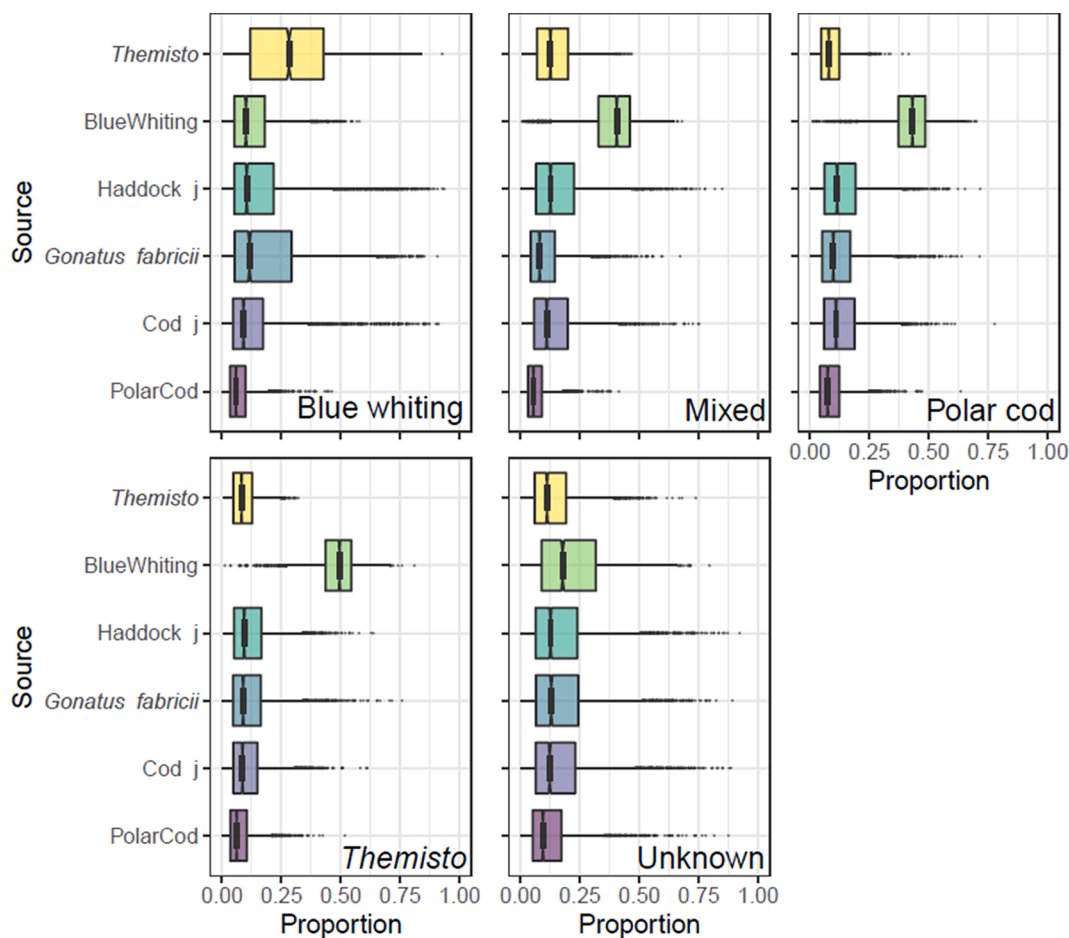 Source
Themisto
BlueWhiting
Haddock j
Gonatus fabricii
Cod j
PolarCod
Blue whiting
Mixed
Polar cod
0.00 0.25 0.50 0.75 1.00
Proportion
Source
Themisto
BlueWhiting
Haddock j
Gonatus fabricii
Cod j
PolarCod
Themisto
Unknown
0.00 0.25 0.50 0.75 1.00
0.00 0.25 0.50 0.75 1.00
Proportion
Proportion